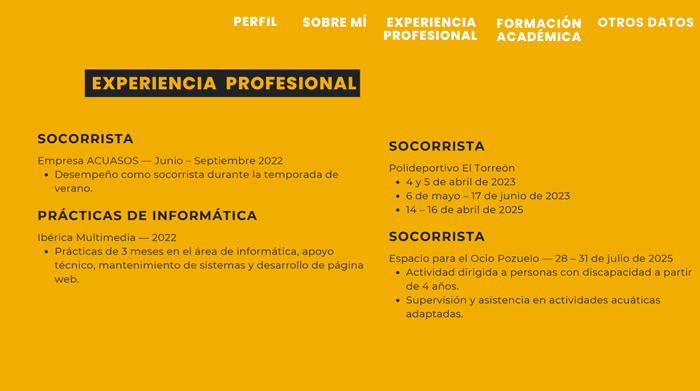 PERFIL
SOBRE MÍ
EXPERIENCIA
PROFESIONAL
FORMACIÓN
ACADÉMICA
OTROS DATOS
EXPERIENCIA PROFESIONAL
SOCORRISTA
Empresa ACUASOS — Junio – Septiembre 2022
• Desempeño como socorrista durante la temporada de
verano.
PRÁCTICAS DE INFORMÁTICA
Ibérica Multimedia — 2022
• Prácticas de 3 meses en el área de informática, apoyo
técnico, mantenimiento de sistemas y desarrollo de página
web.
SOCORRISTA
Polideportivo El Torreón
• 4 y 5 de abril de 2023
• 6 de mayo – 17 de junio de 2023
• 14 – 16 de abril de 2025
SOCORRISTA
Espacio para el Ocio Pozuelo — 28 – 31 de julio de 2025
• Actividad dirigida a personas con discapacidad a partir
de 4 años.
• Supervisión y asistencia en actividades acuáticas
adaptadas.